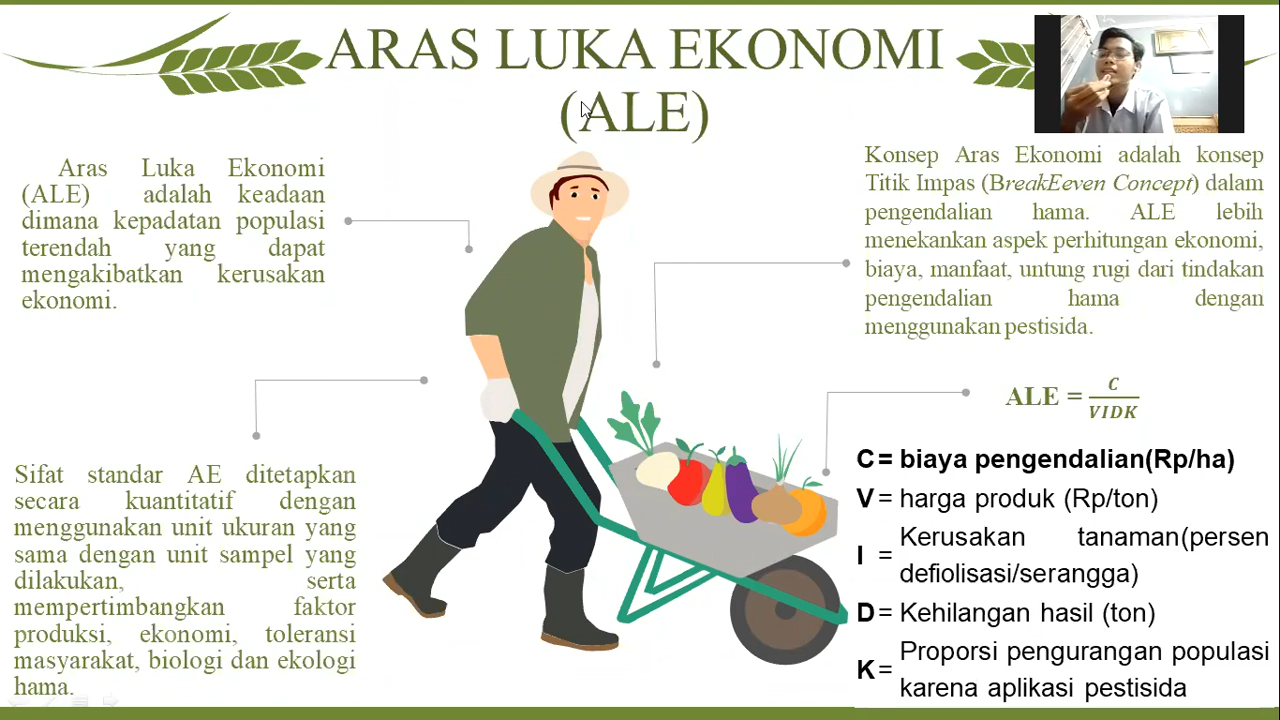 ARAS LUKA EKONOMI
(ALE)
Aras Luka Ekonomi
(ALE) adalah keadaan
dimana kepadatan populasi
terendah yang dapat
mengakibatkan kerusakan
ekonomi.
Konsep Aras Ekonomi adalah konsep
Titik Impas (BreakEeven Concept) dalam
pengendalian hama. ALE lebih
menekankan aspek perhitungan ekonomi,
biaya, manfaat, untung rugi dari tindakan
pengendalian hama dengan
menggunakan pestisida.
Sifat standar AE ditetapkan
secara kuantitatif dengan
menggunakan unit ukuran yang
sama dengan unit sampel yang
dilakukan, serta
mempertimbangkan faktor
produksi, ekonomi, toleransi
masyarakat, biologi dan ekologi
hama.
ALE = C/VIDK
C= biaya pengendalian(Rp/ha)
V= harga produk (Rp/ton)
I = Kerusakan tanaman(persen
defiolisasi/serangga)
D= Kehilangan hasil (ton)
K= Proporsi pengurangan populasi
karena aplikasi pestisida